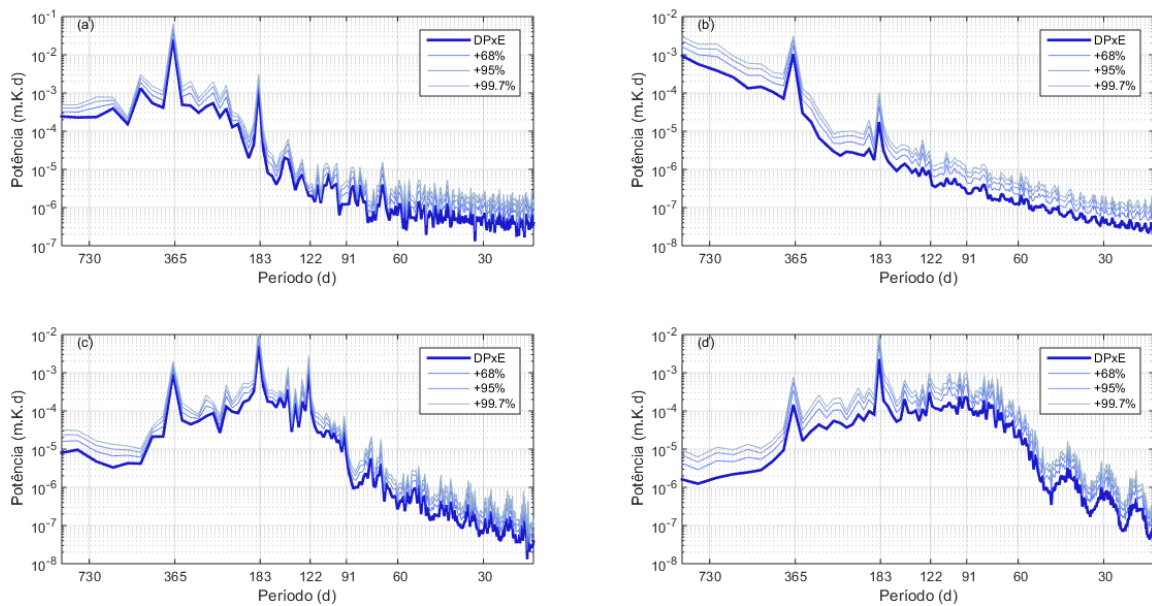 (a)
Potência (m.K.d)
10^-1
10^-2
10^-3
10^-4
10^-5
10^-6
10^-7
DPxE
+68%
+95%
+99.7%
730 365 183 122 91 60 30
Período (d)
(b)
Potência (m.K.d)
10^-2
10^-3
10^-4
10^-5
10^-6
10^-7
10^-8
DPxE
+68%
+95%
+99.7%
730 365 183 122 91 60 30
Período (d)
(c)
Potência (m.K.d)
10^-2
10^-3
10^-4
10^-5
10^-6
10^-7
10^-8
DPxE
+68%
+95%
+99.7%
730 365 183 122 91 60 30
Período (d)
(d)
Potência (m.K.d)
10^-2
10^-3
10^-4
10^-5
10^-6
10^-7
10^-8
DPxE
+68%
+95%
+99.7%
730 365 183 122 91 60 30
Período (d)